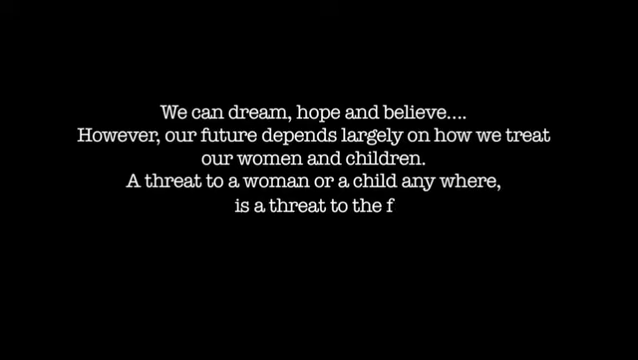 We can dream, hope and believe....
However, our future depends largely on how we treat
our women and children.
A threat to a woman or a child any where,
is a threat to the f